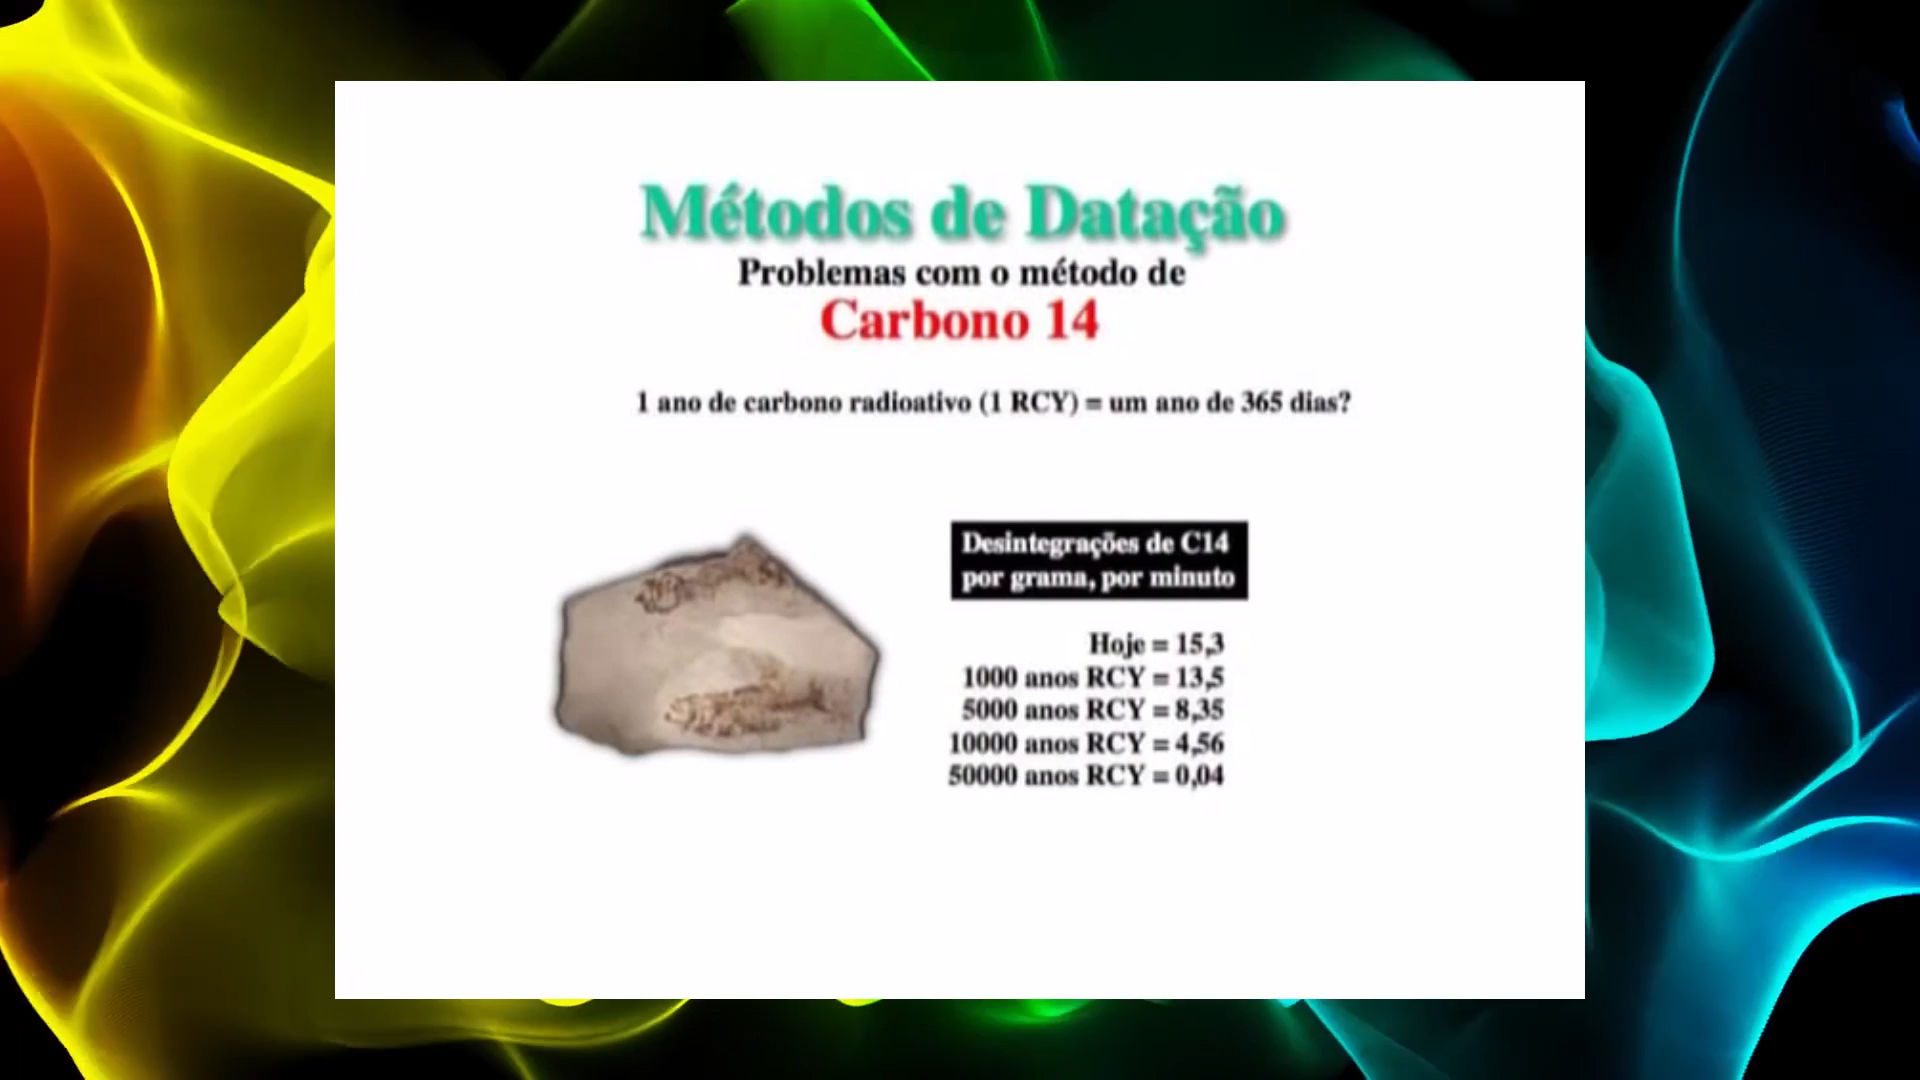 Métodos de Datação
Problemas com o método de
Carbono 14
1 ano de carbono radioativo (1 RCY) = um ano de 365 dias?
Desintegrações de C14
por grama, por minuto
Hoje = 15,3
1000 anos RCY = 13,5
5000 anos RCY = 8,35
10000 anos RCY = 4,56
50000 anos RCY = 0,04